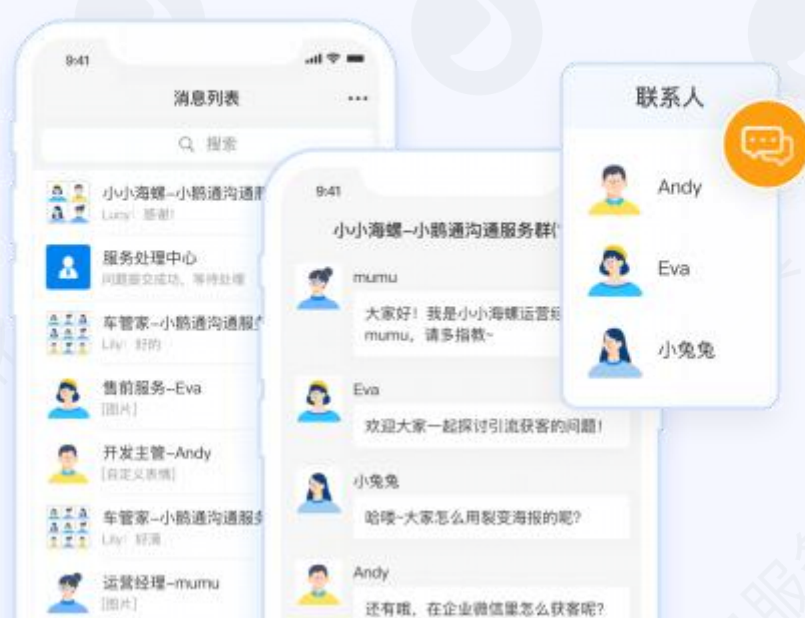 9:41
消息列表
搜索
小小海螺–小鹅通沟通服
Lucy: 感谢!
服务处理中心
问题提交成功，等待处理
车管家–小鹅通沟通服务
Lily: 好的
售前服务–Eva
[图片]
开发主管–Andy
[自定义表情]
车管家–小鹅通沟通服务
Lily: 好滴
运营经理–mumu
[图片]
9:41
小小海螺–小鹅通沟通服务群(
mumu
大家好！我是小小海螺运营经
mumu，请多指教~
Eva
欢迎大家一起探讨引流获客的问题！
小兔兔
哈喽~大家怎么用裂变海报的呢？
Andy
还有哦，在企业微信里怎么获客呢？
联系人
Andy
Eva
小兔兔